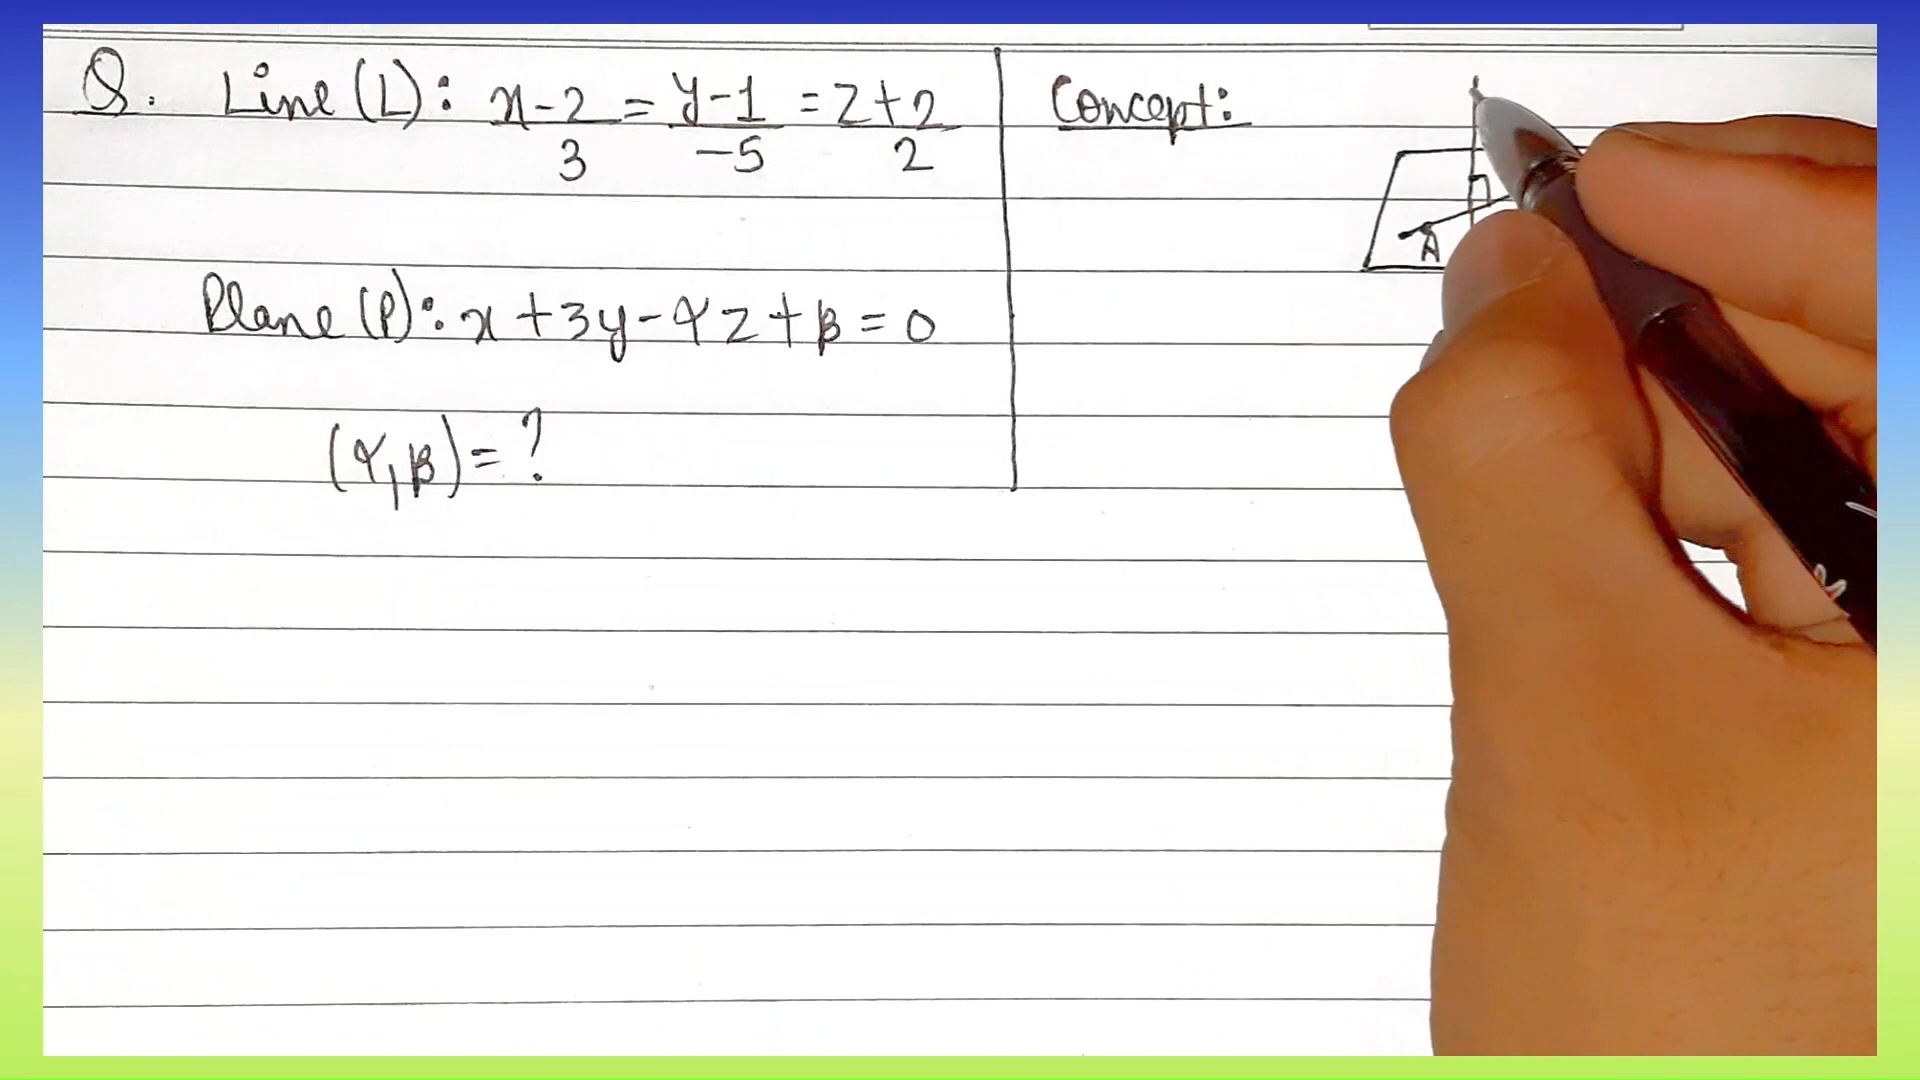 Q. Line (L): x-2/3 = y-1/-5 = z+2/2
Plane (P): x+3y-αz+β=0
(α,β)=?
Concept:
A